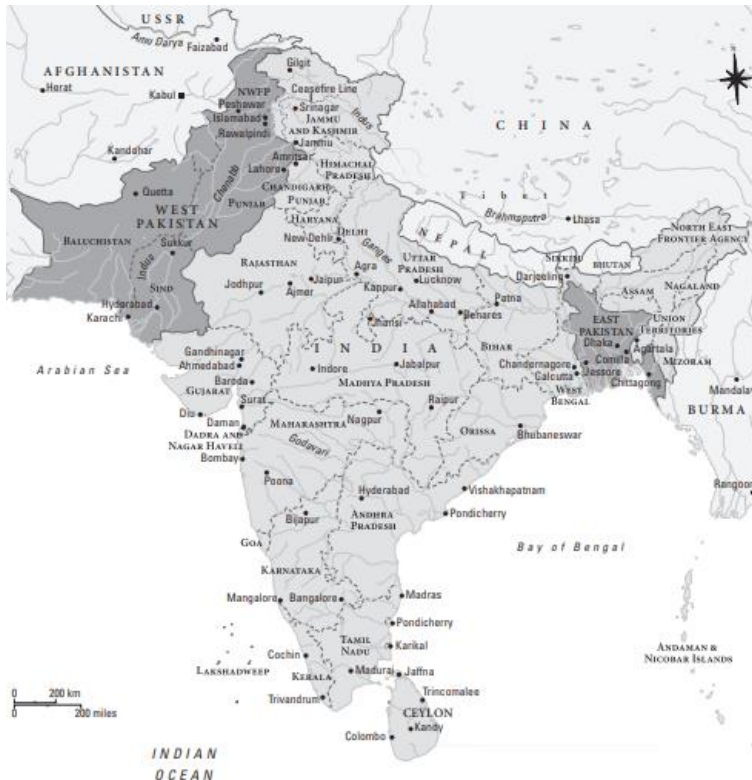 USSR
Amu Darya
Faizabad
AFGHANISTAN
Herat
Kabul
Kandahar
Gilgit
Ceasefire Line
NWFP
Peshawar
Islamabad
Rawalpindi
Srinagar
JAMMU
AND KASHMIR
Indus
Jammu
CHINA
Amritsar
Lahore
HIMACHAL
PRADESH
Chenab
CHANDIGARH
PUNJAB
PUNJAB
Quetta
WEST
PAKISTAN
Tibet
Brahmaputra
Lhasa
HARYANA
DELHI
New Dehli
NEPAL
NORTH EAST
FRONTIER AGENCY
BALUCHISTAN
Sukkur
Indus
SIND
Hyderabad
Karachi
RAJASTHAN
Jodhpur
Ajmer
Jaipur
Agra
Ganges
UTTAR
PRADESH
Lucknow
Kappur
Allahabad
Benares
Patna
Jhansi
SIKKIM
BHUTAN
Darjeeling
ASSAM
NAGALAND
EAST
PAKISTAN
UNION
TERRITORIES
Dhaka
Agartala
Comilla
MIZORAM
Jessore
Chittagong
BIHAR
INDIA
Arabian Sea
Gandhinagar
Ahmedabad
Baroda
GUJARAT
Surat
Diu
Daman
DADRA AND
NAGAR HAVELI
Bombay
Indore
Jabalpur
MADHYA PRADESH
Chandernagore
Calcutta
WEST
BENGAL
BURMA
Rangoon
MAHARASHTRA
Nagpur
Raipur
ORISSA
Bhubaneswar
Godavari
Poona
Hyderabad
Vishakhapatnam
ANDHRA
PRADESH
Bijapur
Pondicherry
Bay of Bengal
GOA
KARNATAKA
Mangalore
Bangalore
Madras
Pondicherry
TAMIL
NADU
Karikal
ANDAMAN &
NICOBAR ISLANDS
LAKSHADWEEP
Cochin
KERALA
Madurai
Jaffna
Trivandrum
Trincomalee
CEYLON
Kandy
Colombo
0 200 km
0 200 miles
INDIAN
OCEAN